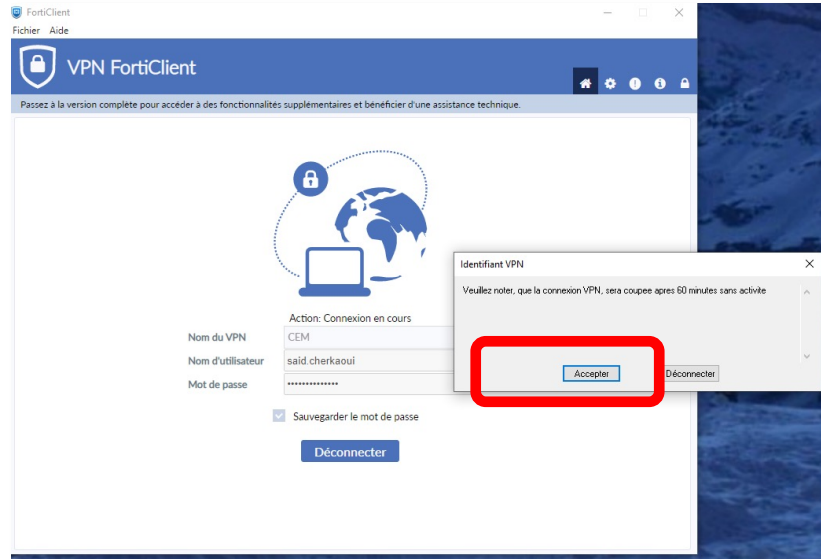 FortiClient
Fichier Aide
VPN FortiClient
Passez à la version complète pour accéder à des fonctionnalités supplémentaires et bénéficier d'une assistance technique.
Identifiant VPN
Veuillez noter, que la connexion VPN, sera coupee apres 60 minutes sans activite
Accepter
Déconnecter
Action: Connexion en cours
Nom du VPN
CEM
Nom d'utilisateur
said.cherkaoui
Mot de passe
••••••••••••••
Sauvegarder le mot de passe
Déconnecter